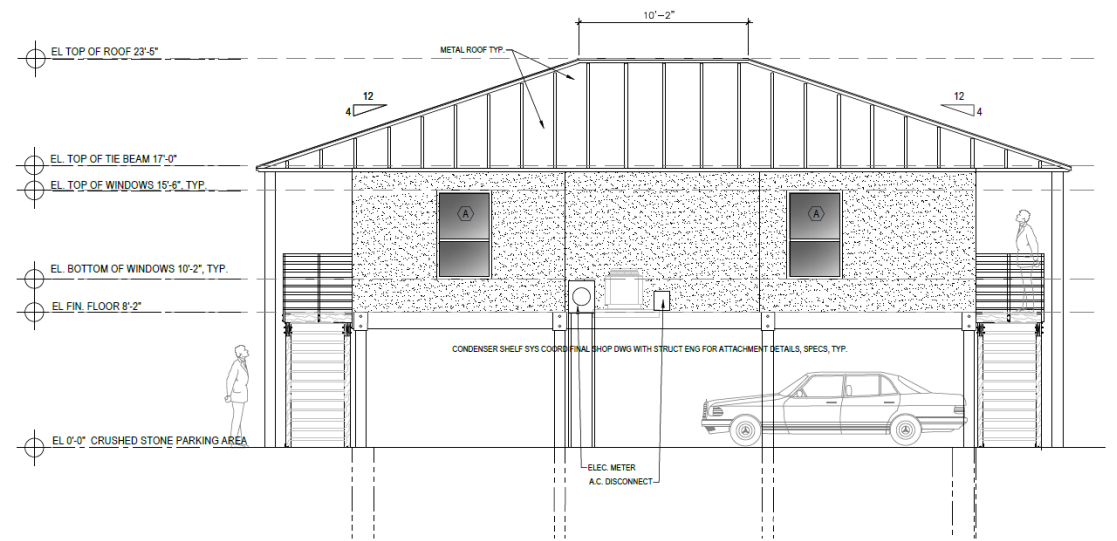 10'-2"
EL TOP OF ROOF 23'-5"
METAL ROOF TYP.
12
4
12
4
EL. TOP OF TIE BEAM 17'-0"
EL. TOP OF WINDOWS 15'-6", TYP.
A
A
EL. BOTTOM OF WINDOWS 10'-2", TYP.
EL FIN. FLOOR 8'-2"
CONDENSER SHELF SYS COORD FINAL SHOP DWG WITH STRUCT ENG FOR ATTACHMENT DETAILS, SPECS, TYP.
EL 0'-0" CRUSHED STONE PARKING AREA
ELEC. METER
A.C. DISCONNECT